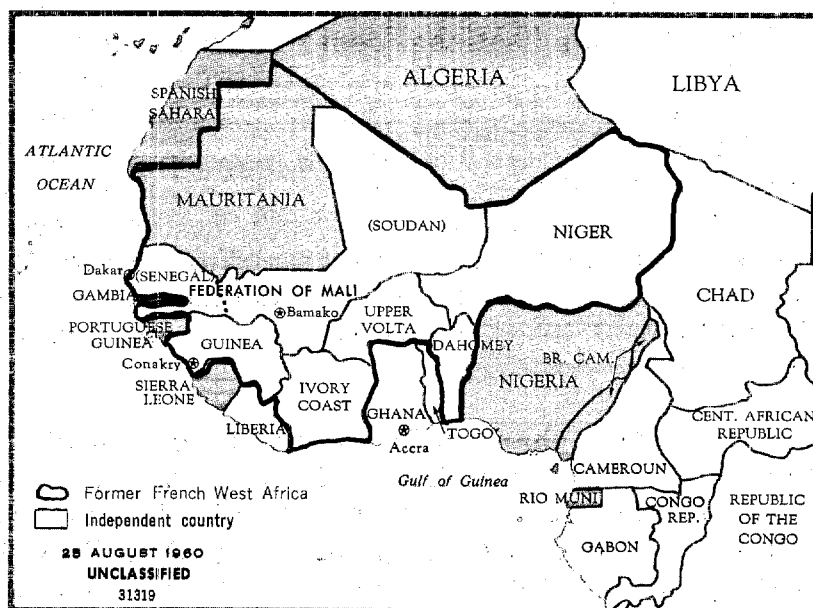 ALGERIA
LIBYA
SPANISH
SAHARA
ATLANTIC
OCEAN
MAURITANIA
(SOUDAN)
NIGER
CHAD
Dakar
(SENEGAL)
GAMBIA
FEDERATION OF MALI
Bamako
PORTUGUESE
GUINEA
GUINEA
UPPER
VOLTA
DAHOMEY
BR. CAM.
NIGERIA
Conakry
SIERRA
LEONE
IVORY
COAST
LIBERIA
GHANA
Accra
TOGO
CENT. AFRICAN
REPUBLIC
CAMEROUN
Gulf of Guinea
RIO MUNI
CONGO
REP.
REPUBLIC
OF THE
CONGO
GABON
Former French West Africa
Independent country
25 AUGUST 1960
UNCLASSIFIED
31319